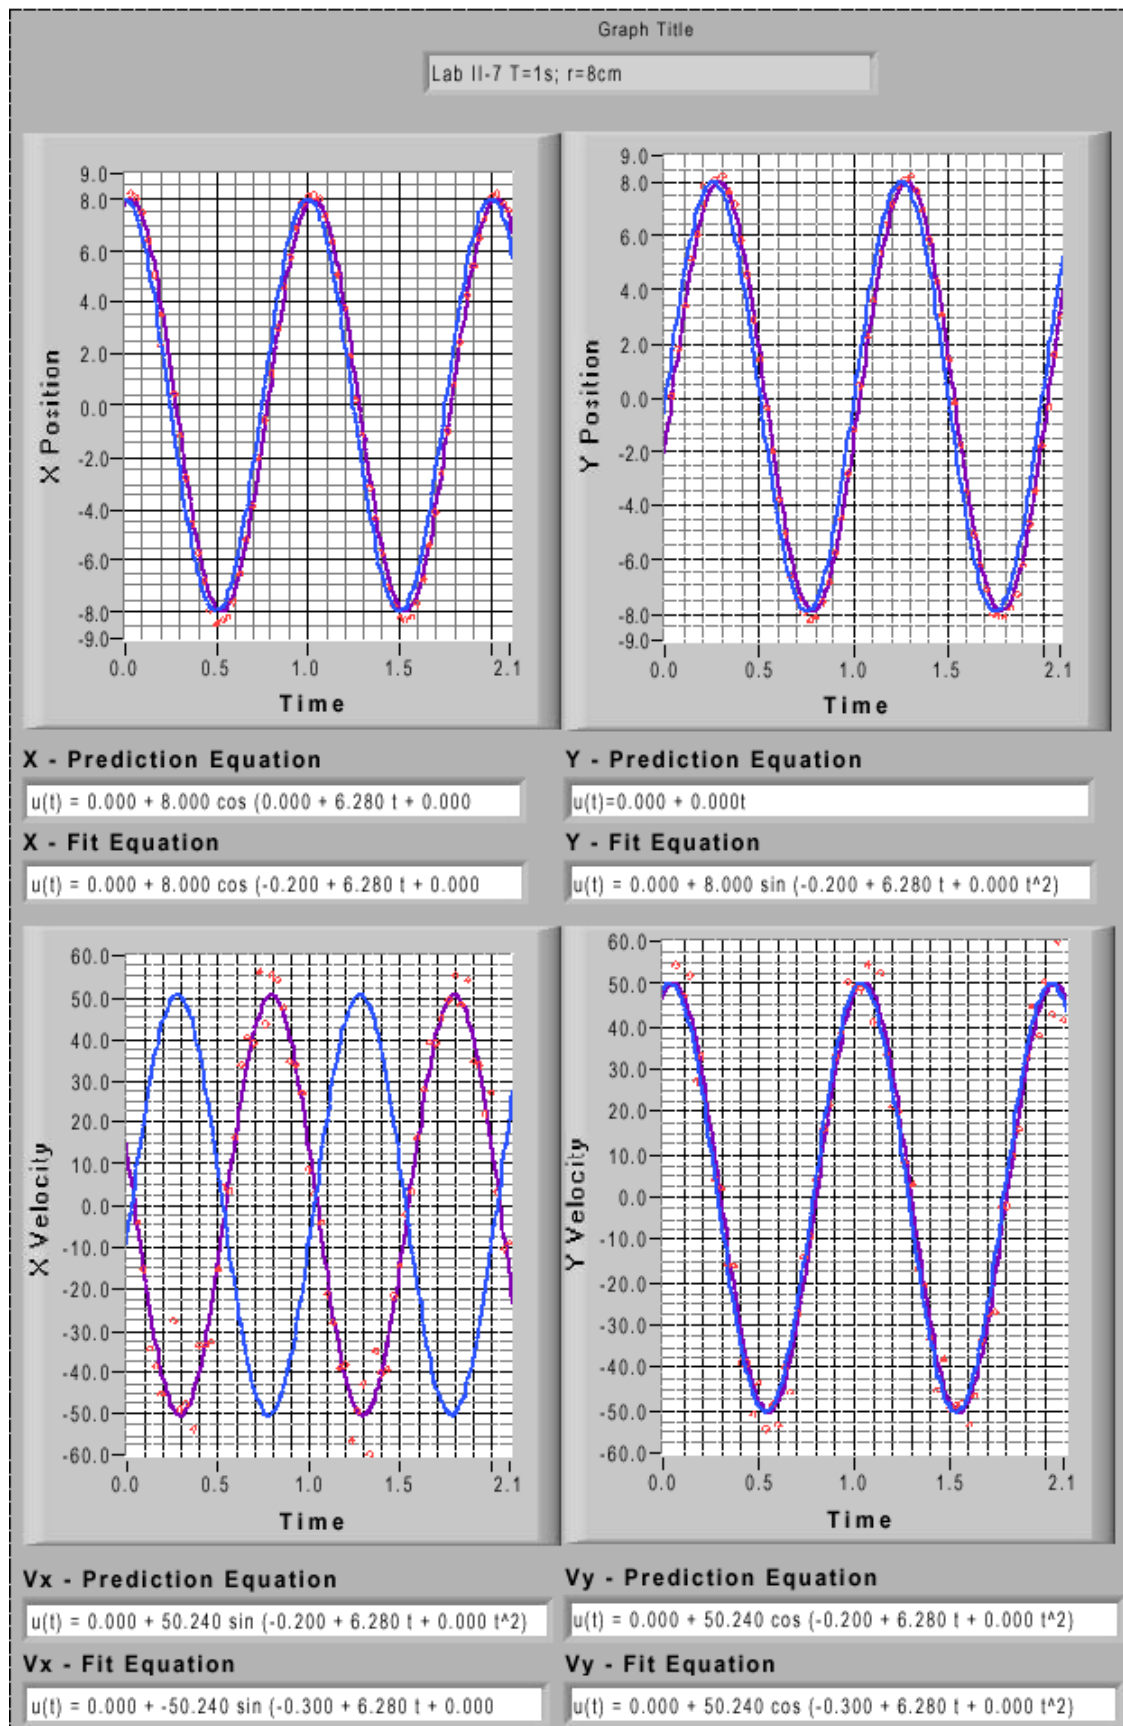 Graph Title
Lab II-7 T=1s; r=8cm
9.0
8.0
6.0
4.0
2.0
0.0
-2.0
-4.0
-6.0
-8.0
-9.0
X Position
0.0 0.5 1.0 1.5 2.1
Time
9.0
8.0
6.0
4.0
2.0
0.0
-2.0
-4.0
-6.0
-8.0
-9.0
Y Position
0.0 0.5 1.0 1.5 2.1
Time
X - Prediction Equation
u(t) = 0.000 + 8.000 cos (0.000 + 6.280 t + 0.000
Y - Prediction Equation
u(t)=0.000 + 0.000t
X - Fit Equation
u(t) = 0.000 + 8.000 cos (-0.200 + 6.280 t + 0.000
Y - Fit Equation
u(t) = 0.000 + 8.000 sin (-0.200 + 6.280 t + 0.000 t^2)
60.0
50.0
40.0
30.0
20.0
10.0
0.0
-10.0
-20.0
-30.0
-40.0
-50.0
-60.0
X Velocity
0.0 0.5 1.0 1.5 2.1
Time
60.0
50.0
40.0
30.0
20.0
10.0
0.0
-10.0
-20.0
-30.0
-40.0
-50.0
-60.0
Y Velocity
0.0 0.5 1.0 1.5 2.1
Time
Vx - Prediction Equation
u(t) = 0.000 + 50.240 sin (-0.200 + 6.280 t + 0.000 t^2)
Vy - Prediction Equation
u(t) = 0.000 + 50.240 cos (-0.200 + 6.280 t + 0.000 t^2)
Vx - Fit Equation
u(t) = 0.000 + -50.240 sin (-0.300 + 6.280 t + 0.000
Vy - Fit Equation
u(t) = 0.000 + 50.240 cos (-0.300 + 6.280 t + 0.000 t^2)